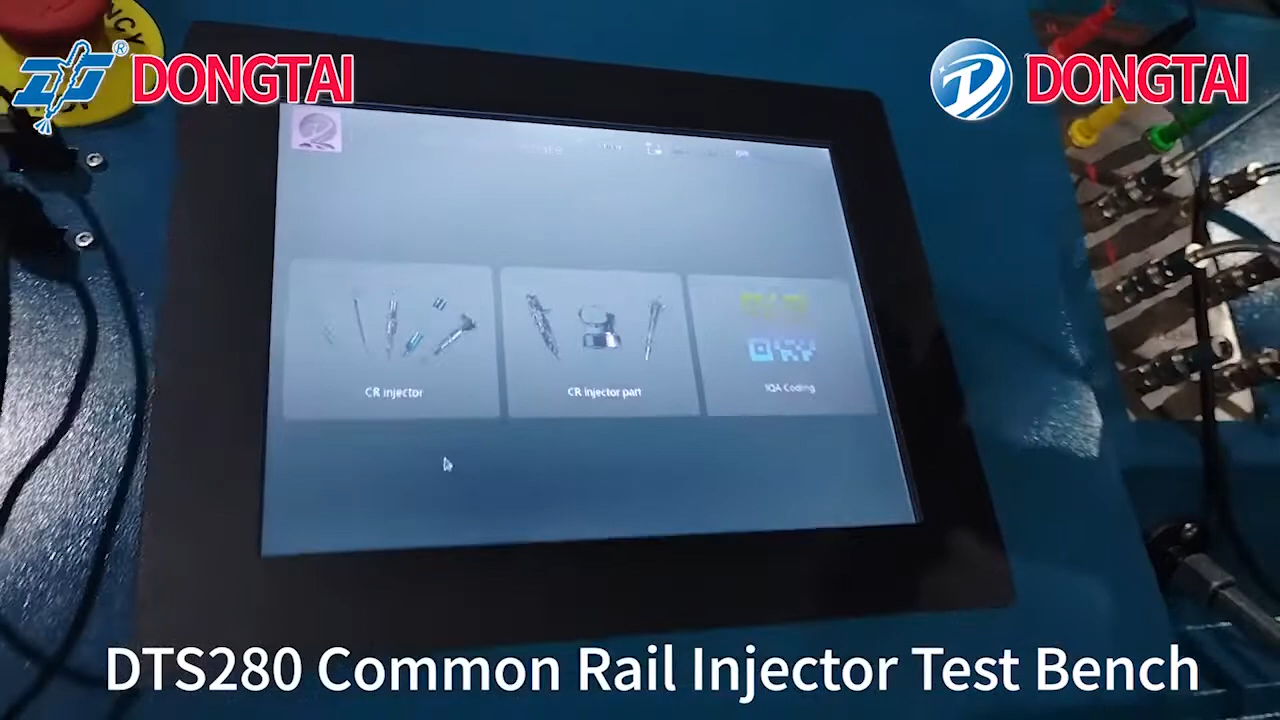 DONGTAI
DONGTAI
CR injector
CR injector part
IQA Coding
DTS280 Common Rail Injector Test Bench